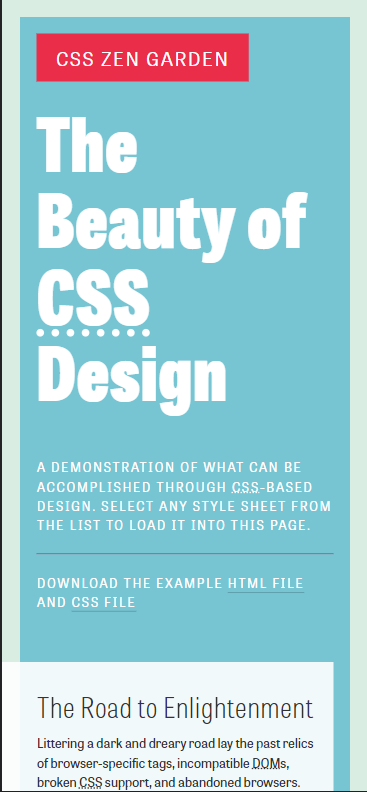 CSS ZEN GARDEN
The
Beauty of
CSS
Design
A DEMONSTRATION OF WHAT CAN BE
ACCOMPLISHED THROUGH CSS-BASED
DESIGN. SELECT ANY STYLE SHEET FROM
THE LIST TO LOAD IT INTO THIS PAGE.
DOWNLOAD THE EXAMPLE HTML FILE
AND CSS FILE
The Road to Enlightenment
Littering a dark and dreary road lay the past relics
of browser-specific tags, incompatible DOMs,
broken CSS support, and abandoned browsers.